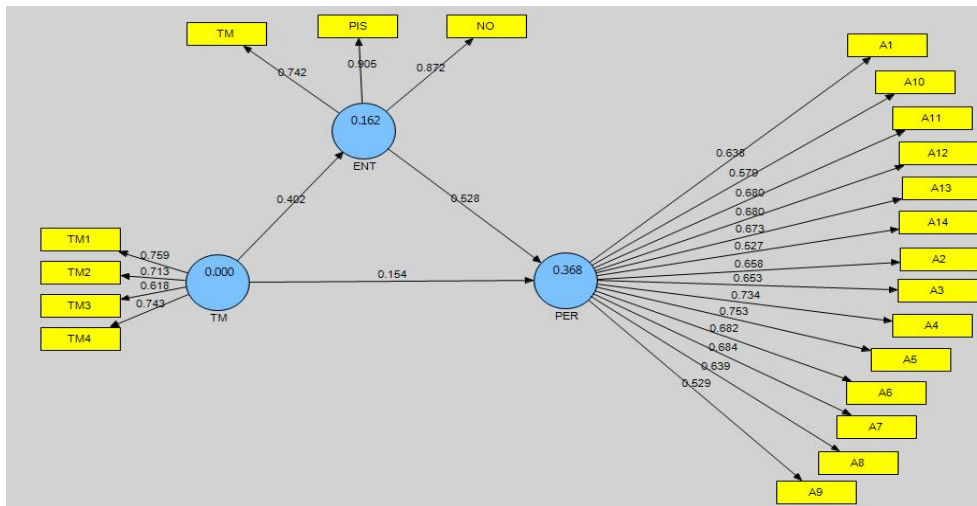 TM
PIS
NO
0.742
0.905
0.872
0.162
ENT
0.402
0.528
TM1
TM2
TM3
TM4
0.759
0.713
0.618
0.743
0.000
TM
0.154
0.368
PER
A1
A10
A11
A12
A13
A14
A2
A3
A4
A5
A6
A7
A8
A9
0.638
0.579
0.680
0.680
0.673
0.527
0.658
0.653
0.734
0.753
0.682
0.684
0.639
0.529